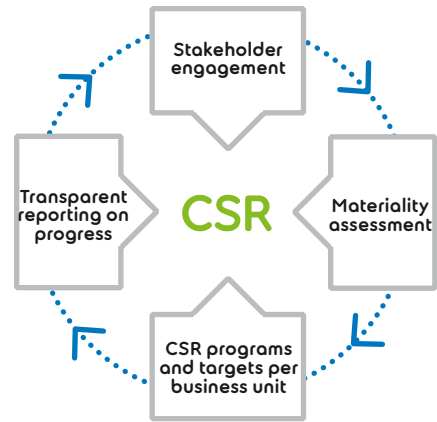 Stakeholder
engagement
Transparent
reporting on
progress
CSR
Materiality
assessment
CSR programs
and targets per
business unit